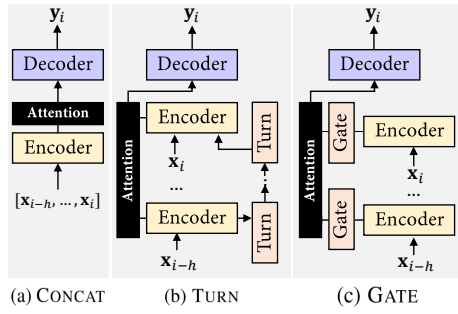 y_i
Decoder
Attention
Encoder
[x_{i-h}, ..., x_i]
(a) CONCAT
y_i
Decoder
Attention
Encoder
Turn
x_i
...
Encoder
Turn
x_{i-h}
(b) TURN
y_i
Decoder
Attention
Gate
Encoder
x_i
...
Gate
Encoder
x_{i-h}
(c) GATE